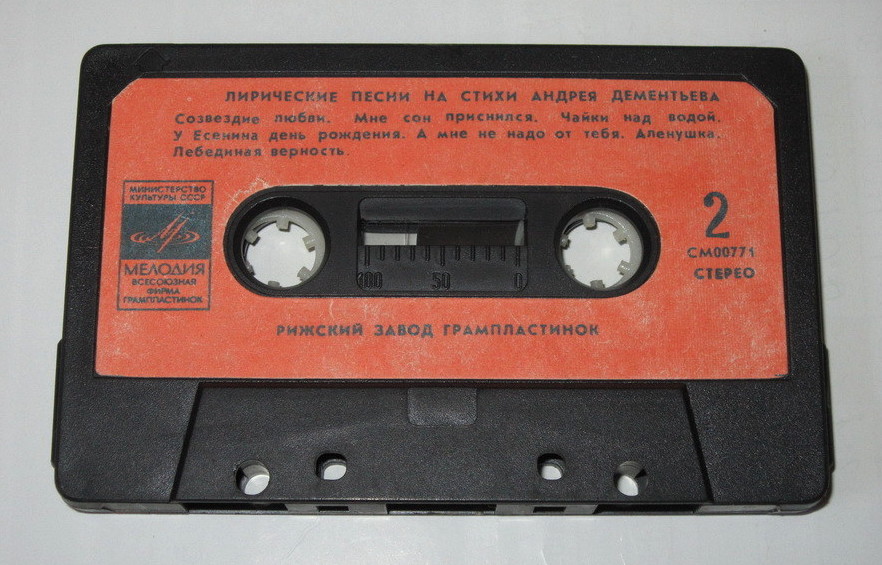 ЛИРИЧЕСКИЕ ПЕСНИ НА СТИХИ АНДРЕЯ ДЕМЕНТЬЕВА
Созвездие любви. Мне сон приснился. Чайки над водой.
У Есенина день рождения. А мне не надо от тебя. Аленушка.
Лебединая верность.
МИНИСТЕРСТВО
КУЛЬТУРЫ СССР
МЕЛОДИЯ
ВСЕСОЮЗНАЯ
ФИРМА
ГРАМПЛАСТИНОК
2
СМ00771
СТЕРЕО
100 50 0
РИЖСКИЙ ЗАВОД ГРАМПЛАСТИНОК